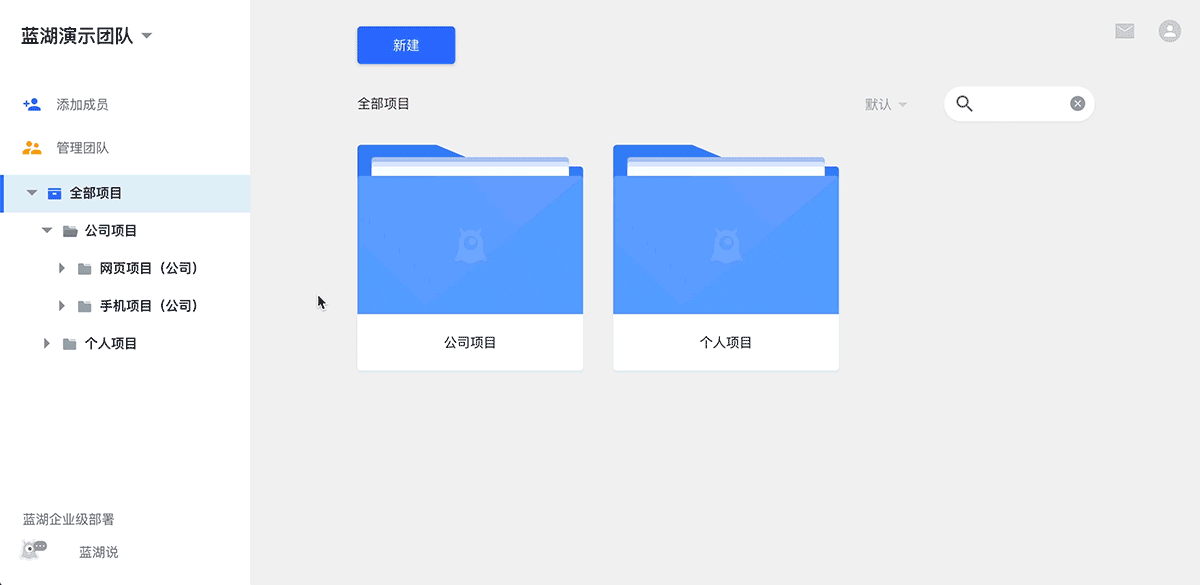 蓝湖演示团队
添加成员
管理团队
全部项目
公司项目
网页项目（公司）
手机项目（公司）
个人项目
蓝湖企业级部署
蓝湖说
新建
全部项目
默认
公司项目
个人项目